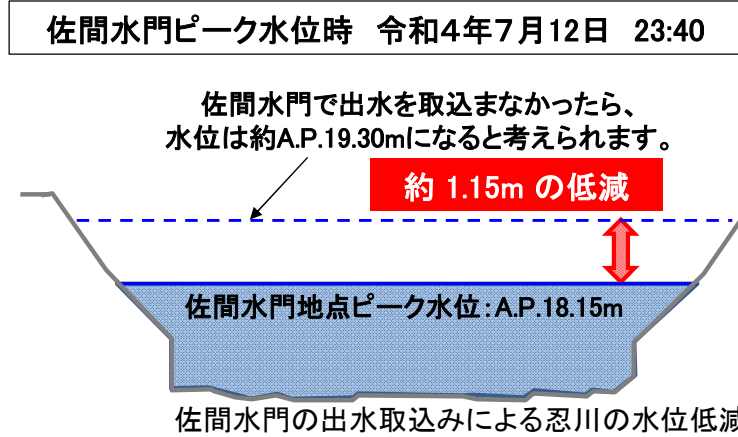 佐間水門ピーク水位時 令和4年7月12日 23:40
佐間水門で出水を取込まなかったら、
水位は約A.P.19.30mになると考えられます。
約 1.15m の低減
佐間水門地点ピーク水位：A.P.18.15m
佐間水門の出水取込みによる忍川の水位低減